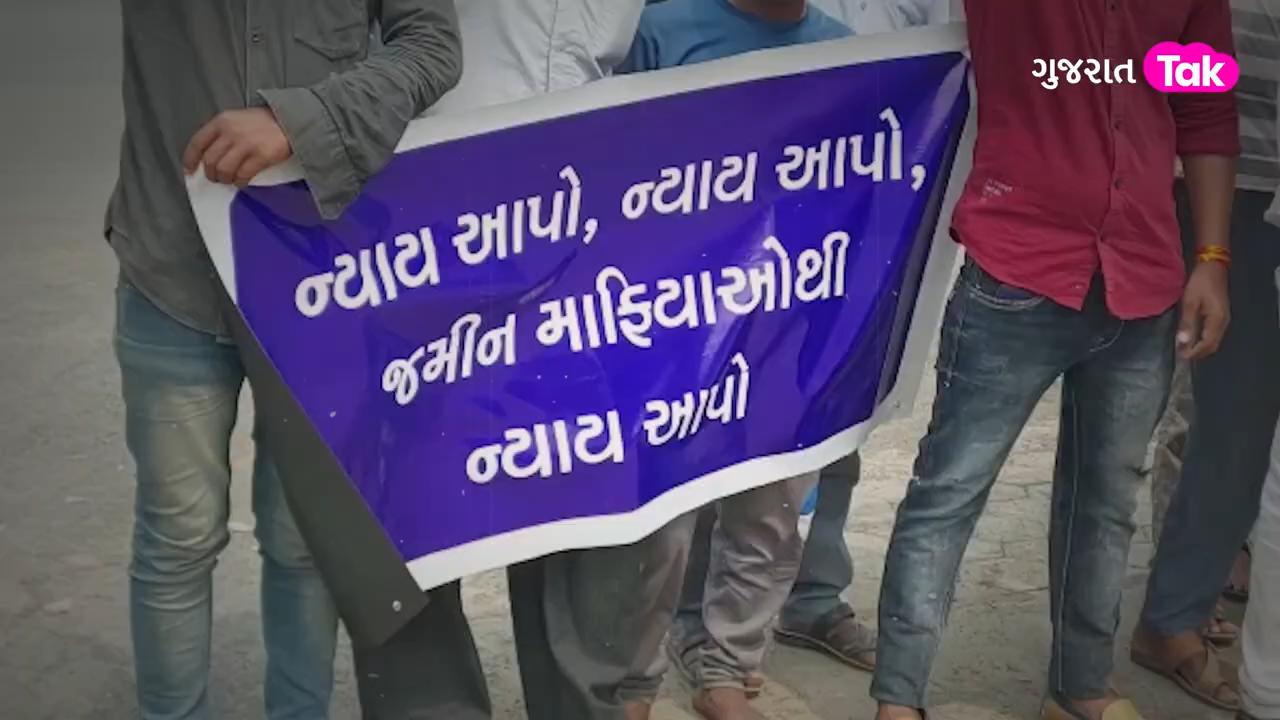 ગુજરાત Tak
ન્યાય આપો, ન્યાય આપો,
જમીન માફિયાઓથી
ન્યાય આપો